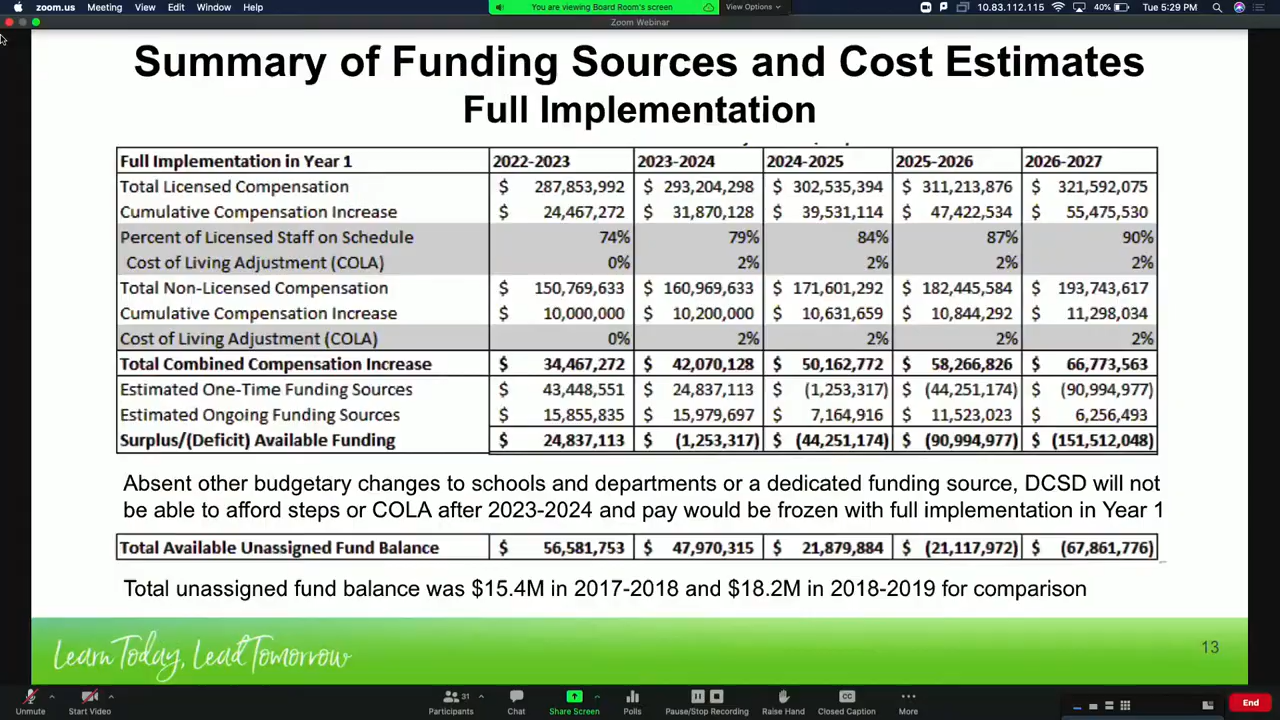 zoom.us Meeting View Edit Window Help You are viewing Board Room's screen View Options 10.83.112.115 40% Tue 5:29 PM
Zoom Webinar
Summary of Funding Sources and Cost Estimates
Full Implementation
Full Implementation in Year 1 2022-2023 2023-2024 2024-2025 2025-2026 2026-2027
Total Licensed Compensation $ 287,853,992 $ 293,204,298 $ 302,535,394 $ 311,213,876 $ 321,592,075
Cumulative Compensation Increase $ 24,467,272 $ 31,870,128 $ 39,531,114 $ 47,422,534 $ 55,475,530
Percent of Licensed Staff on Schedule 74% 79% 84% 87% 90%
Cost of Living Adjustment (COLA) 0% 2% 2% 2% 2%
Total Non-Licensed Compensation $ 150,769,633 $ 160,969,633 $ 171,601,292 $ 182,445,584 $ 193,743,617
Cumulative Compensation Increase $ 10,000,000 $ 10,200,000 $ 10,631,659 $ 10,844,292 $ 11,298,034
Cost of Living Adjustment (COLA) 0% 2% 2% 2% 2%
Total Combined Compensation Increase $ 34,467,272 $ 42,070,128 $ 50,162,772 $ 58,266,826 $ 66,773,563
Estimated One-Time Funding Sources $ 43,448,551 $ 24,837,113 $ (1,253,317) $ (44,251,174) $ (90,994,977)
Estimated Ongoing Funding Sources $ 15,855,835 $ 15,979,697 $ 7,164,916 $ 11,523,023 $ 6,256,493
Surplus/(Deficit) Available Funding $ 24,837,113 $ (1,253,317) $ (44,251,174) $ (90,994,977) $ (151,512,048)
Absent other budgetary changes to schools and departments or a dedicated funding source, DCSD will not
be able to afford steps or COLA after 2023-2024 and pay would be frozen with full implementation in Year 1
Total Available Unassigned Fund Balance $ 56,581,753 $ 47,970,315 $ 21,879,884 $ (21,117,972) $ (67,861,776)
Total unassigned fund balance was $15.4M in 2017-2018 and $18.2M in 2018-2019 for comparison
Learn Today, Lead Tomorrow 13
Unmute Start Video 31 Participants Chat Share Screen Polls Pause/Stop Recording Raise Hand CC Closed Caption More End